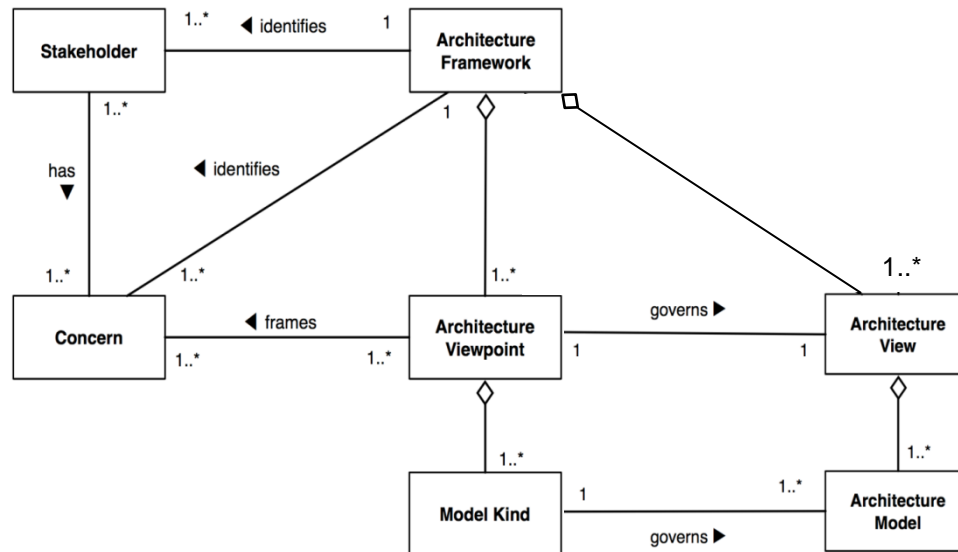 1..*
◀ identifies
1
Stakeholder
Architecture
Framework
1..*
1
has
▼
◀ identifies
1..*
1..*
1..*
1..*
◀ frames
governs ▶
Concern
Architecture
Viewpoint
Architecture
View
1..*
1..*
1
1
1..*
1..*
1
1..*
Model Kind
Architecture
Model
governs ▶